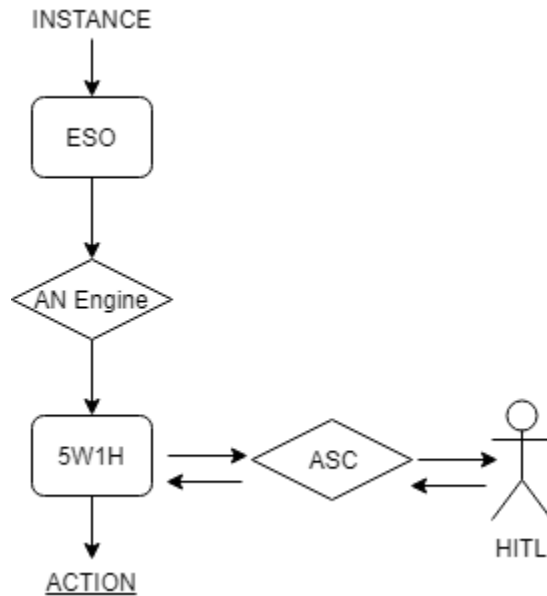 INSTANCE
ESO
AN Engine
5W1H
ASC
HITL
ACTION